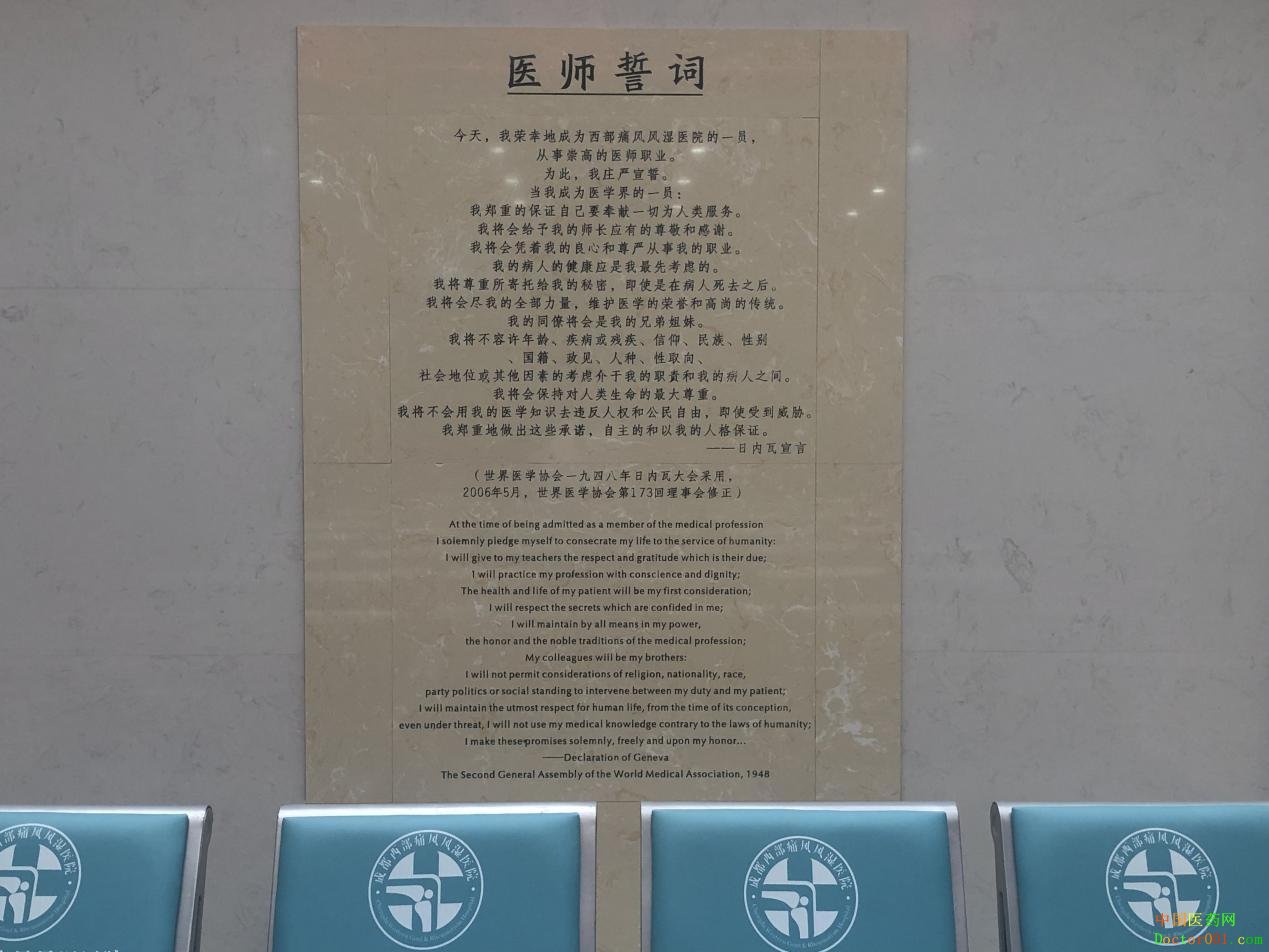 医师誓词
今天，我荣幸地成为西部痛风风湿医院的一员，
从事崇高的医师职业。
为此，我庄严宣誓。
当我成为医学界的一员：
我郑重的保证自己要奉献一切为人类服务。
我将会给予我的师长应有的尊敬和感谢。
我将会凭着我的良心和尊严从事我的职业。
我的病人的健康应是我最先考虑的。
我将尊重所寄托给我的秘密，即使是在病人死去之后。
我将会尽我的全部力量，维护医学的荣誉和高尚的传统。
我的同僚将会是我的兄弟姐妹。
我将不容许年龄、疾病或残疾、信仰、民族、性别
、国籍、政见、人种、性取向、
社会地位或其他因素的考虑介于我的职责和我的病人之间。
我将会保持对人类生命的最大尊重。
我将不会用我的医学知识去违反人权和公民自由，即使受到威胁。
我郑重地做出这些承诺，自主的和以我的人格保证。
——日内瓦宣言
（世界医学协会一九四八年日内瓦大会采用，
2006年5月，世界医学协会第173回理事会修正）
At the time of being admitted as a member of the medical profession
I solemnly pledge myself to consecrate my life to the service of humanity:
I will give to my teachers the respect and gratitude which is their due;
I will practice my profession with conscience and dignity;
The health and life of my patient will be my first consideration;
I will respect the secrets which are confided in me;
I will maintain by all means in my power,
the honor and the noble traditions of the medical profession;
My colleagues will be my brothers:
I will not permit considerations of religion, nationality, race,
party politics or social standing to intervene between my duty and my patient;
I will maintain the utmost respect for human life, from the time of its conception,
even under threat, I will not use my medical knowledge contrary to the laws of humanity;
I make these promises solemnly, freely and upon my honor...
——Declaration of Geneva
The Second General Assembly of the World Medical Association, 1948
部痛风风湿医院
成都西部痛风风湿医院
成都西部痛风风湿医院
成都西部痛风风湿医院
中国医药网
Doctor001.com